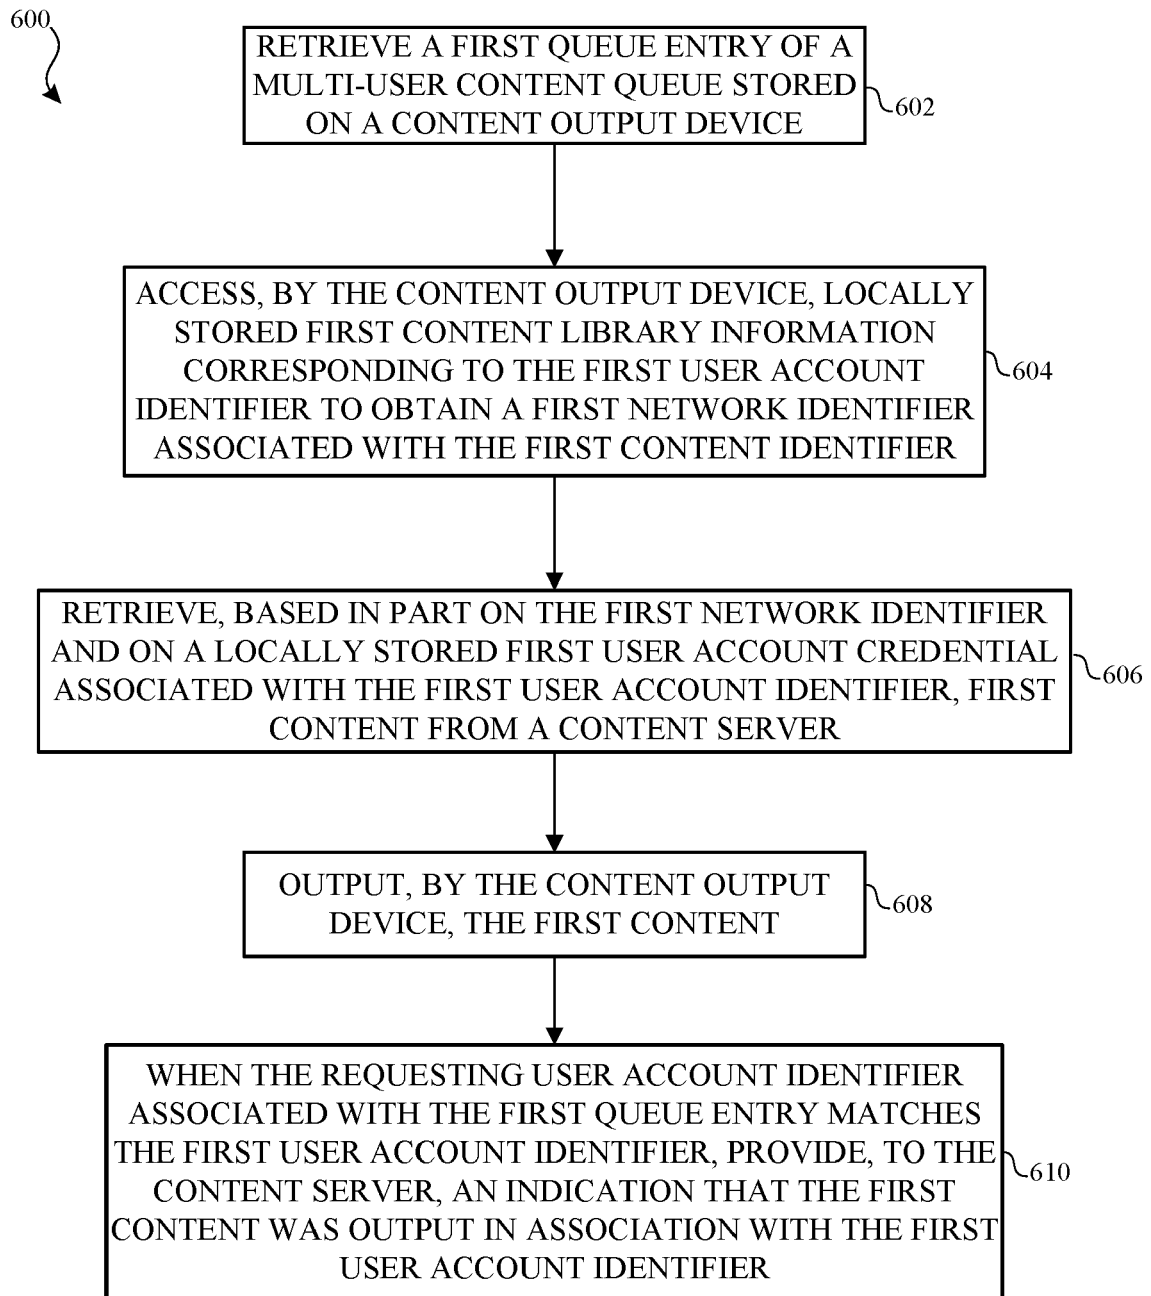 600
RETRIEVE A FIRST QUEUE ENTRY OF A
MULTI-USER CONTENT QUEUE STORED
ON A CONTENT OUTPUT DEVICE
602
ACCESS, BY THE CONTENT OUTPUT DEVICE, LOCALLY
STORED FIRST CONTENT LIBRARY INFORMATION
CORRESPONDING TO THE FIRST USER ACCOUNT
IDENTIFIER TO OBTAIN A FIRST NETWORK IDENTIFIER
ASSOCIATED WITH THE FIRST CONTENT IDENTIFIER
604
RETRIEVE, BASED IN PART ON THE FIRST NETWORK IDENTIFIER
AND ON A LOCALLY STORED FIRST USER ACCOUNT CREDENTIAL
ASSOCIATED WITH THE FIRST USER ACCOUNT IDENTIFIER, FIRST
CONTENT FROM A CONTENT SERVER
606
OUTPUT, BY THE CONTENT OUTPUT
DEVICE, THE FIRST CONTENT
608
WHEN THE REQUESTING USER ACCOUNT IDENTIFIER
ASSOCIATED WITH THE FIRST QUEUE ENTRY MATCHES
THE FIRST USER ACCOUNT IDENTIFIER, PROVIDE, TO THE
CONTENT SERVER, AN INDICATION THAT THE FIRST
CONTENT WAS OUTPUT IN ASSOCIATION WITH THE FIRST
USER ACCOUNT IDENTIFIER
610